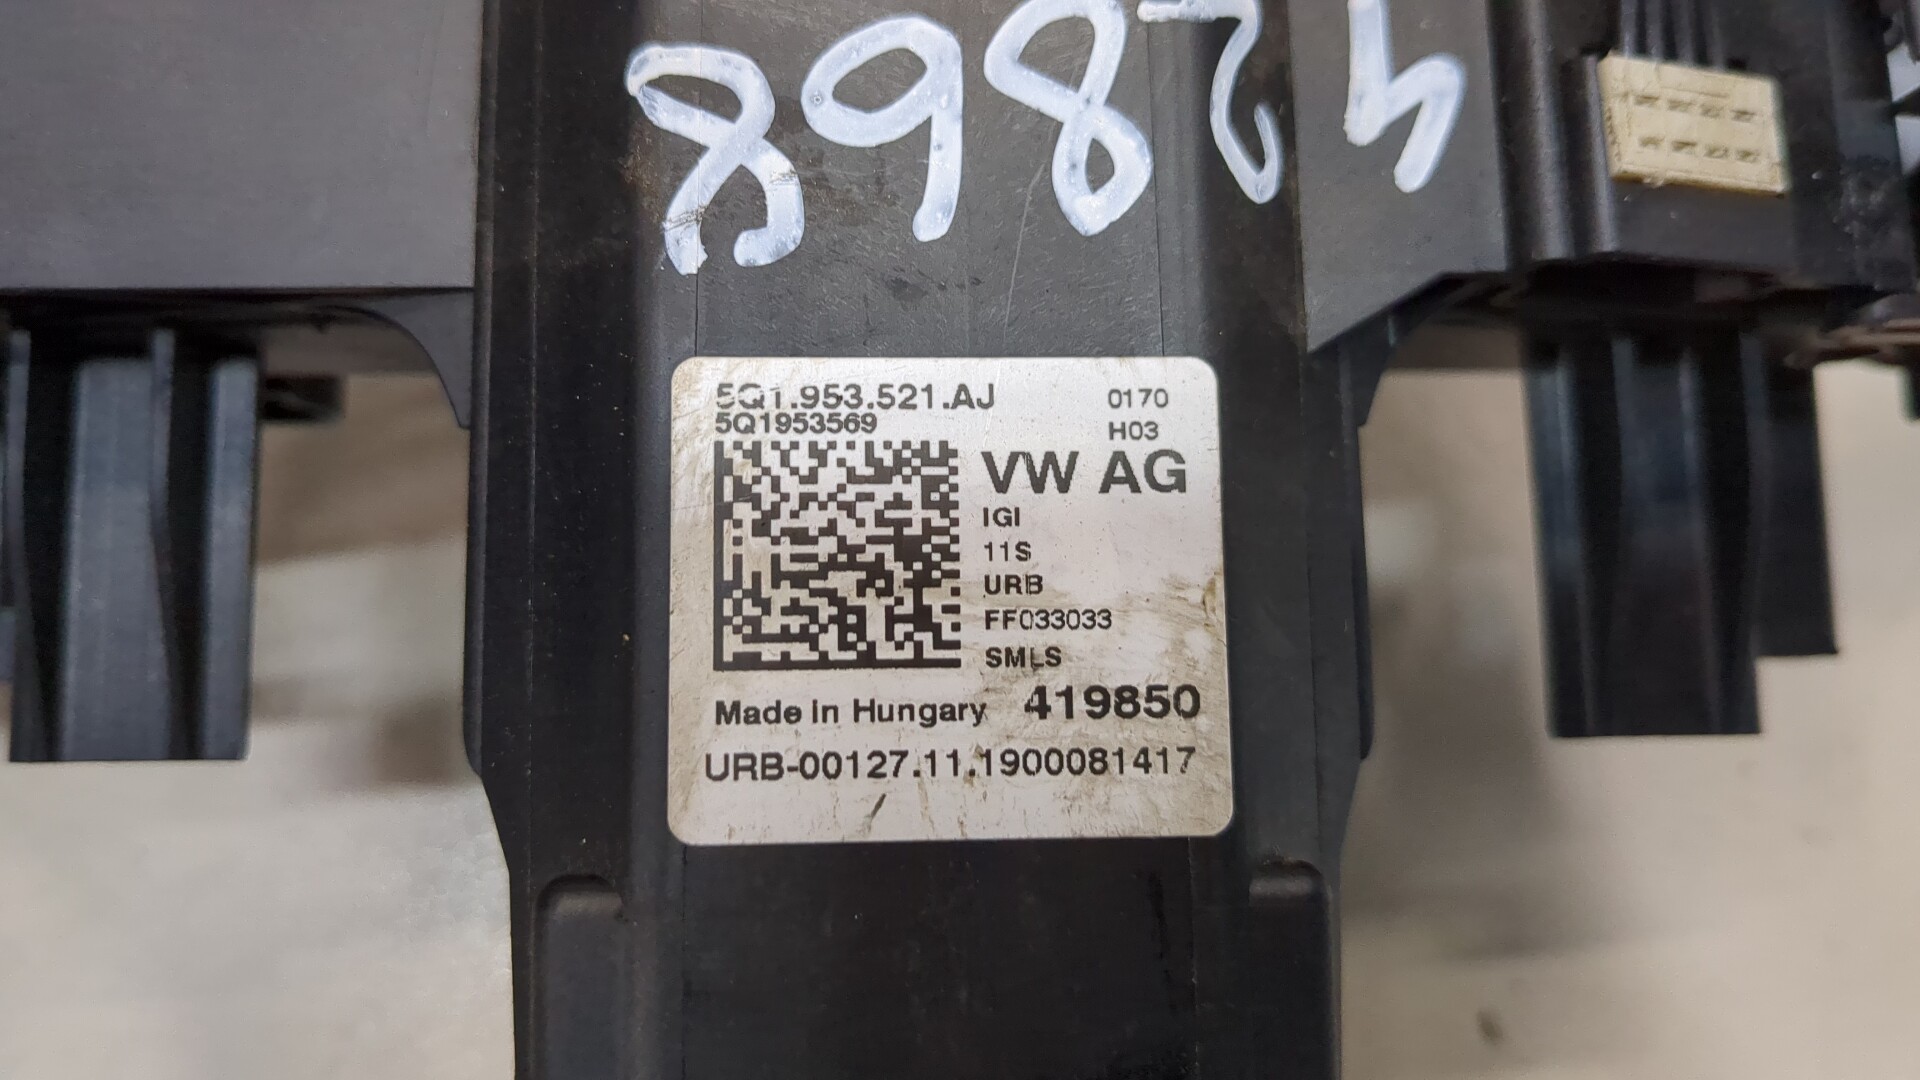 89824
5Q1.953.521.AJ 0170
5Q1953569 H03
VW AG
IGI
11S
URB
FF033033
SMLS
Made in Hungary 419850
URB-00127.11.1900081417